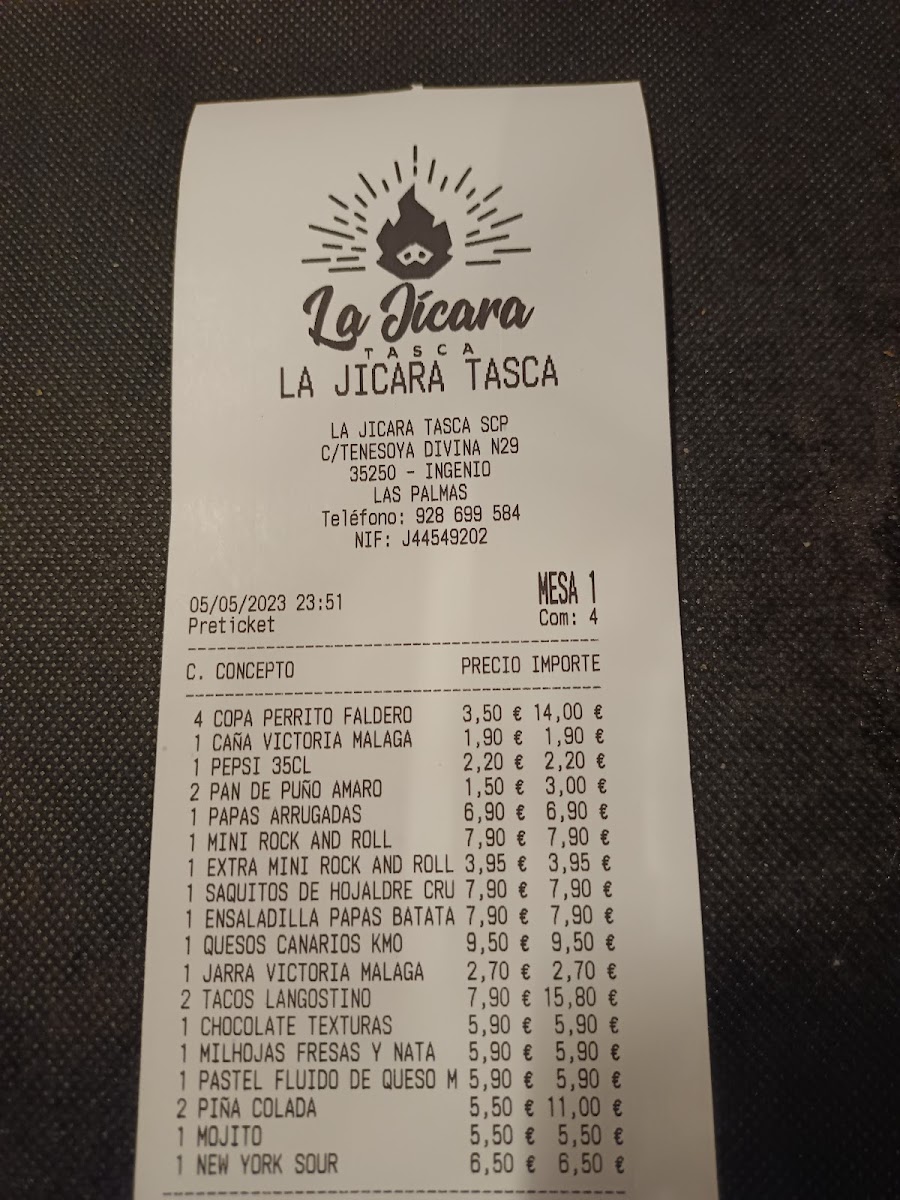 La Jícara
TASCA
LA JICARA TASCA
LA JICARA TASCA SCP
C/TENESOYA DIVINA N29
35250 - INGENIO
LAS PALMAS
Teléfono: 928 699 584
NIF: J44549202
05/05/2023 23:51 MESA 1
Preticket Com: 4
C. CONCEPTO PRECIO IMPORTE
4 COPA PERRITO FALDERO 3,50 € 14,00 €
1 CAÑA VICTORIA MALAGA 1,90 € 1,90 €
1 PEPSI 35CL 2,20 € 2,20 €
2 PAN DE PUÑO AMARO 1,50 € 3,00 €
1 PAPAS ARRUGADAS 6,90 € 6,90 €
1 MINI ROCK AND ROLL 7,90 € 7,90 €
1 EXTRA MINI ROCK AND ROLL 3,95 € 3,95 €
1 SAQUITOS DE HOJALDRE CRU 7,90 € 7,90 €
1 ENSALADILLA PAPAS BATATA 7,90 € 7,90 €
1 QUESOS CANARIOS KMO 9,50 € 9,50 €
1 JARRA VICTORIA MALAGA 2,70 € 2,70 €
2 TACOS LANGOSTINO 7,90 € 15,80 €
1 CHOCOLATE TEXTURAS 5,90 € 5,90 €
1 MILHOJAS FRESAS Y NATA 5,90 € 5,90 €
1 PASTEL FLUIDO DE QUESO M 5,90 € 5,90 €
2 PIÑA COLADA 5,50 € 11,00 €
1 MOJITO 5,50 € 5,50 €
1 NEW YORK SOUR 6,50 € 6,50 €